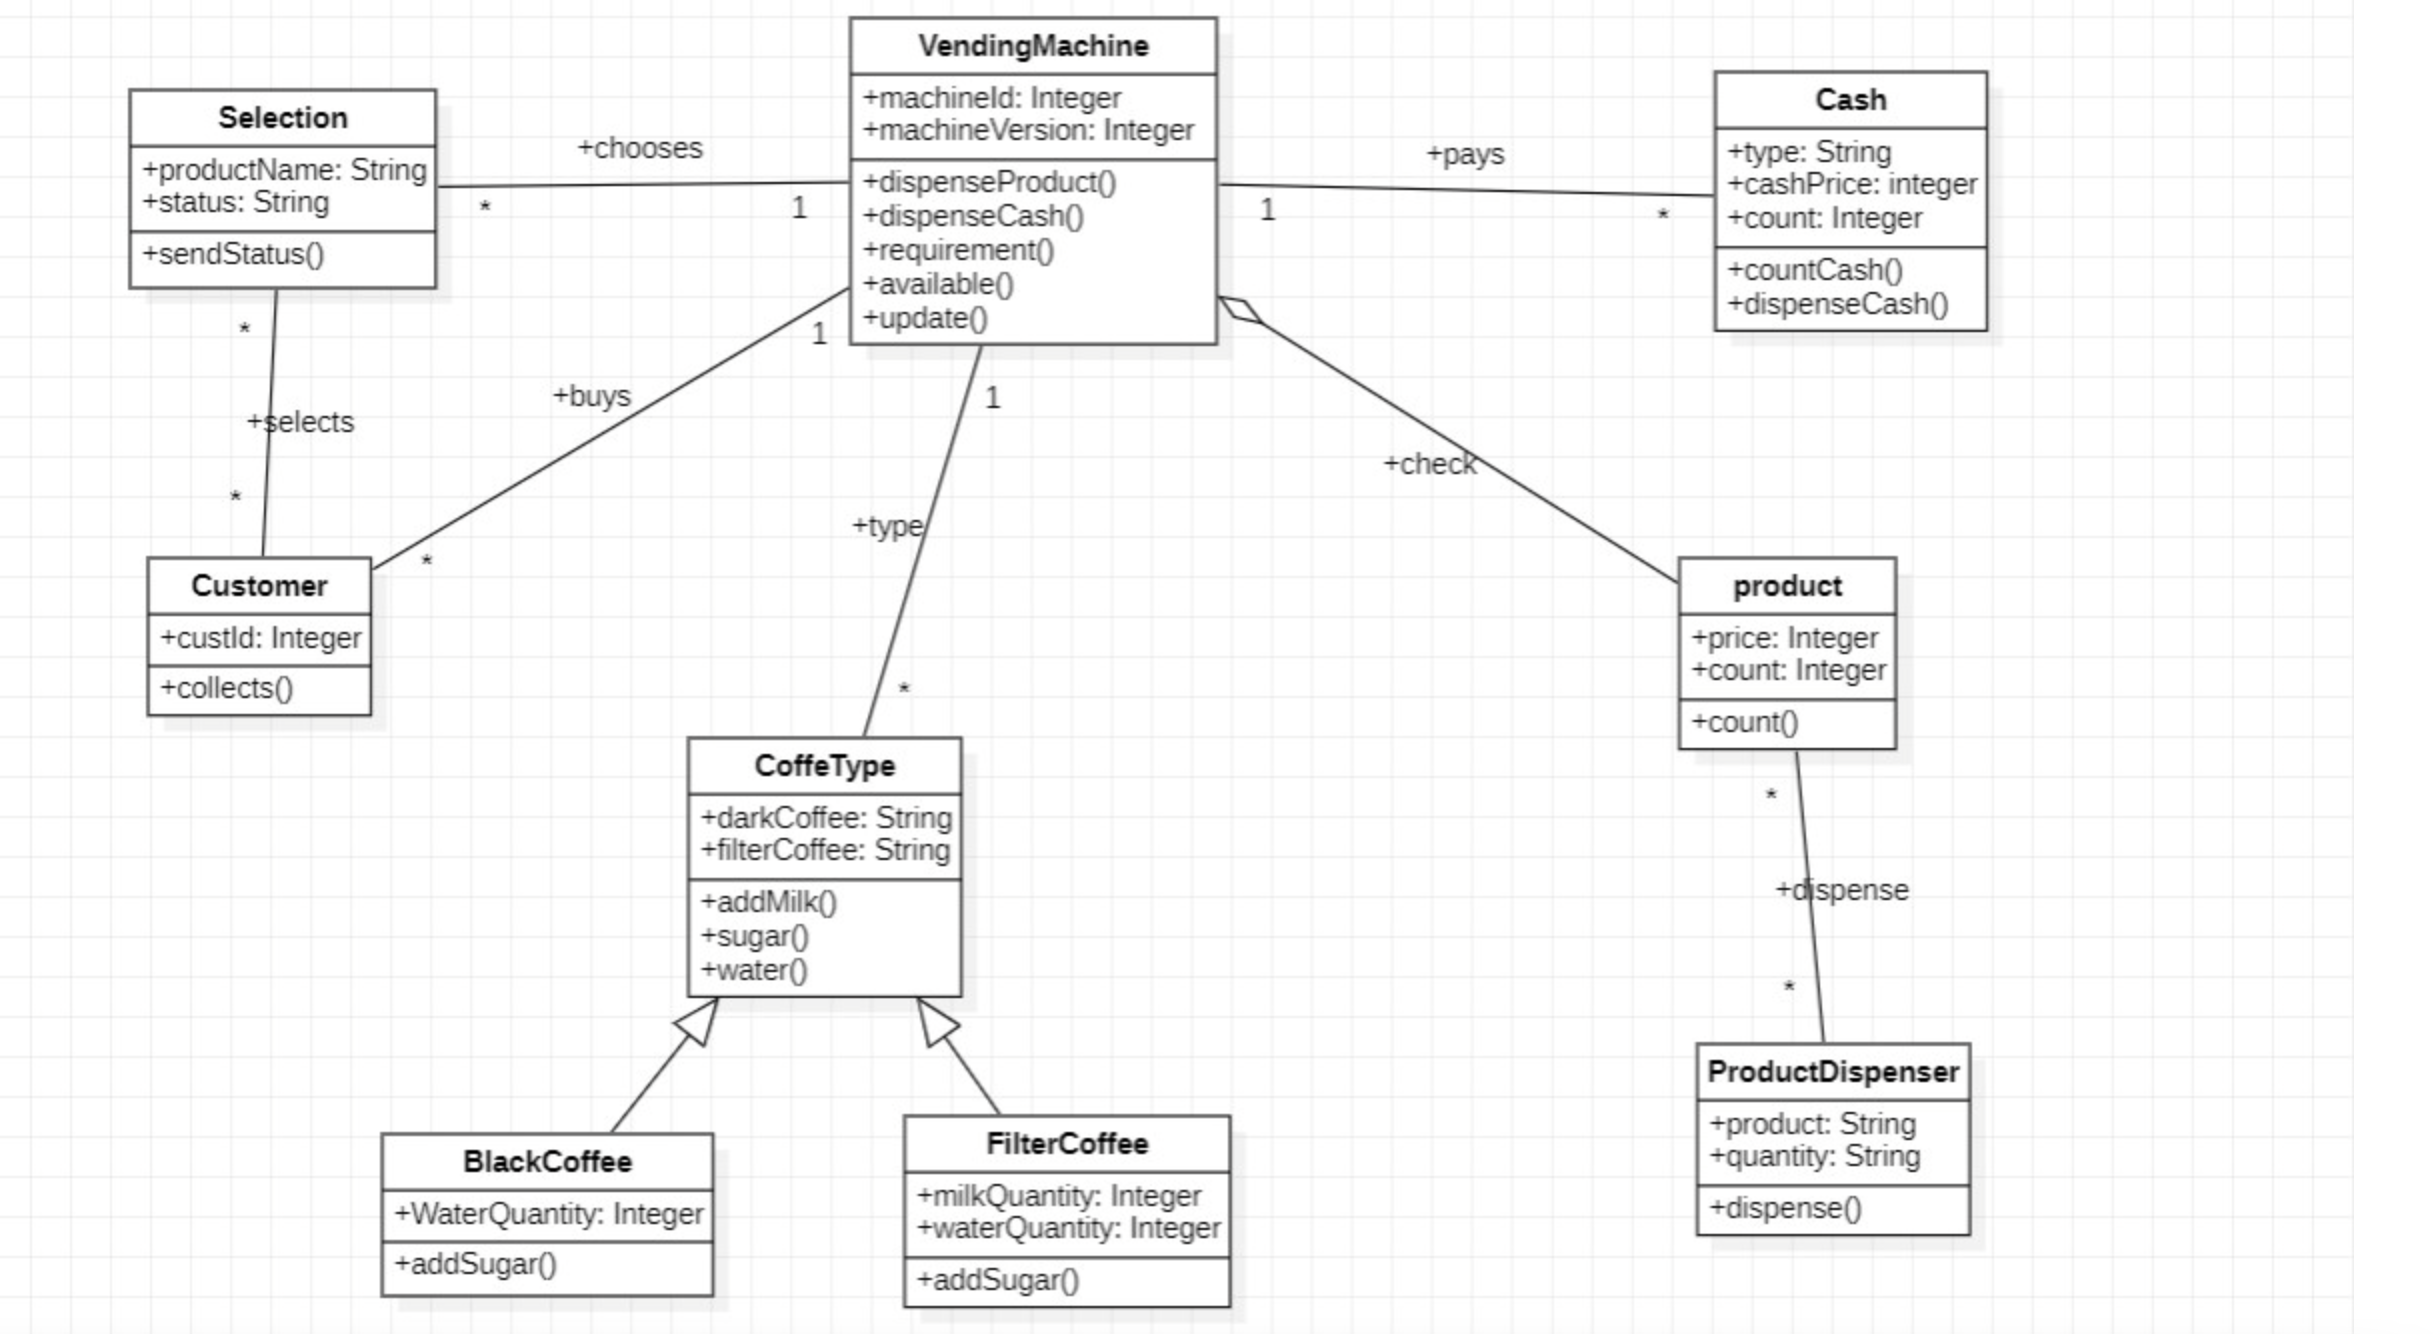 VendingMachine
+machineId: Integer
+machineVersion: Integer
+dispenseProduct()
+dispenseCash()
+requirement()
+available()
+update()
Selection
+productName: String
+status: String
+sendStatus()
+chooses
*
1
+pays
1
*
Cash
+type: String
+cashPrice: integer
+count: Integer
+countCash()
+dispenseCash()
*
+selects
*
1
+buys
*
1
+type
*
+check
Customer
+custId: Integer
+collects()
product
+price: Integer
+count: Integer
+count()
CoffeType
+darkCoffee: String
+filterCoffee: String
+addMilk()
+sugar()
+water()
*
+dispense
*
BlackCoffee
+WaterQuantity: Integer
+addSugar()
FilterCoffee
+milkQuantity: Integer
+waterQuantity: Integer
+addSugar()
ProductDispenser
+product: String
+quantity: String
+dispense()